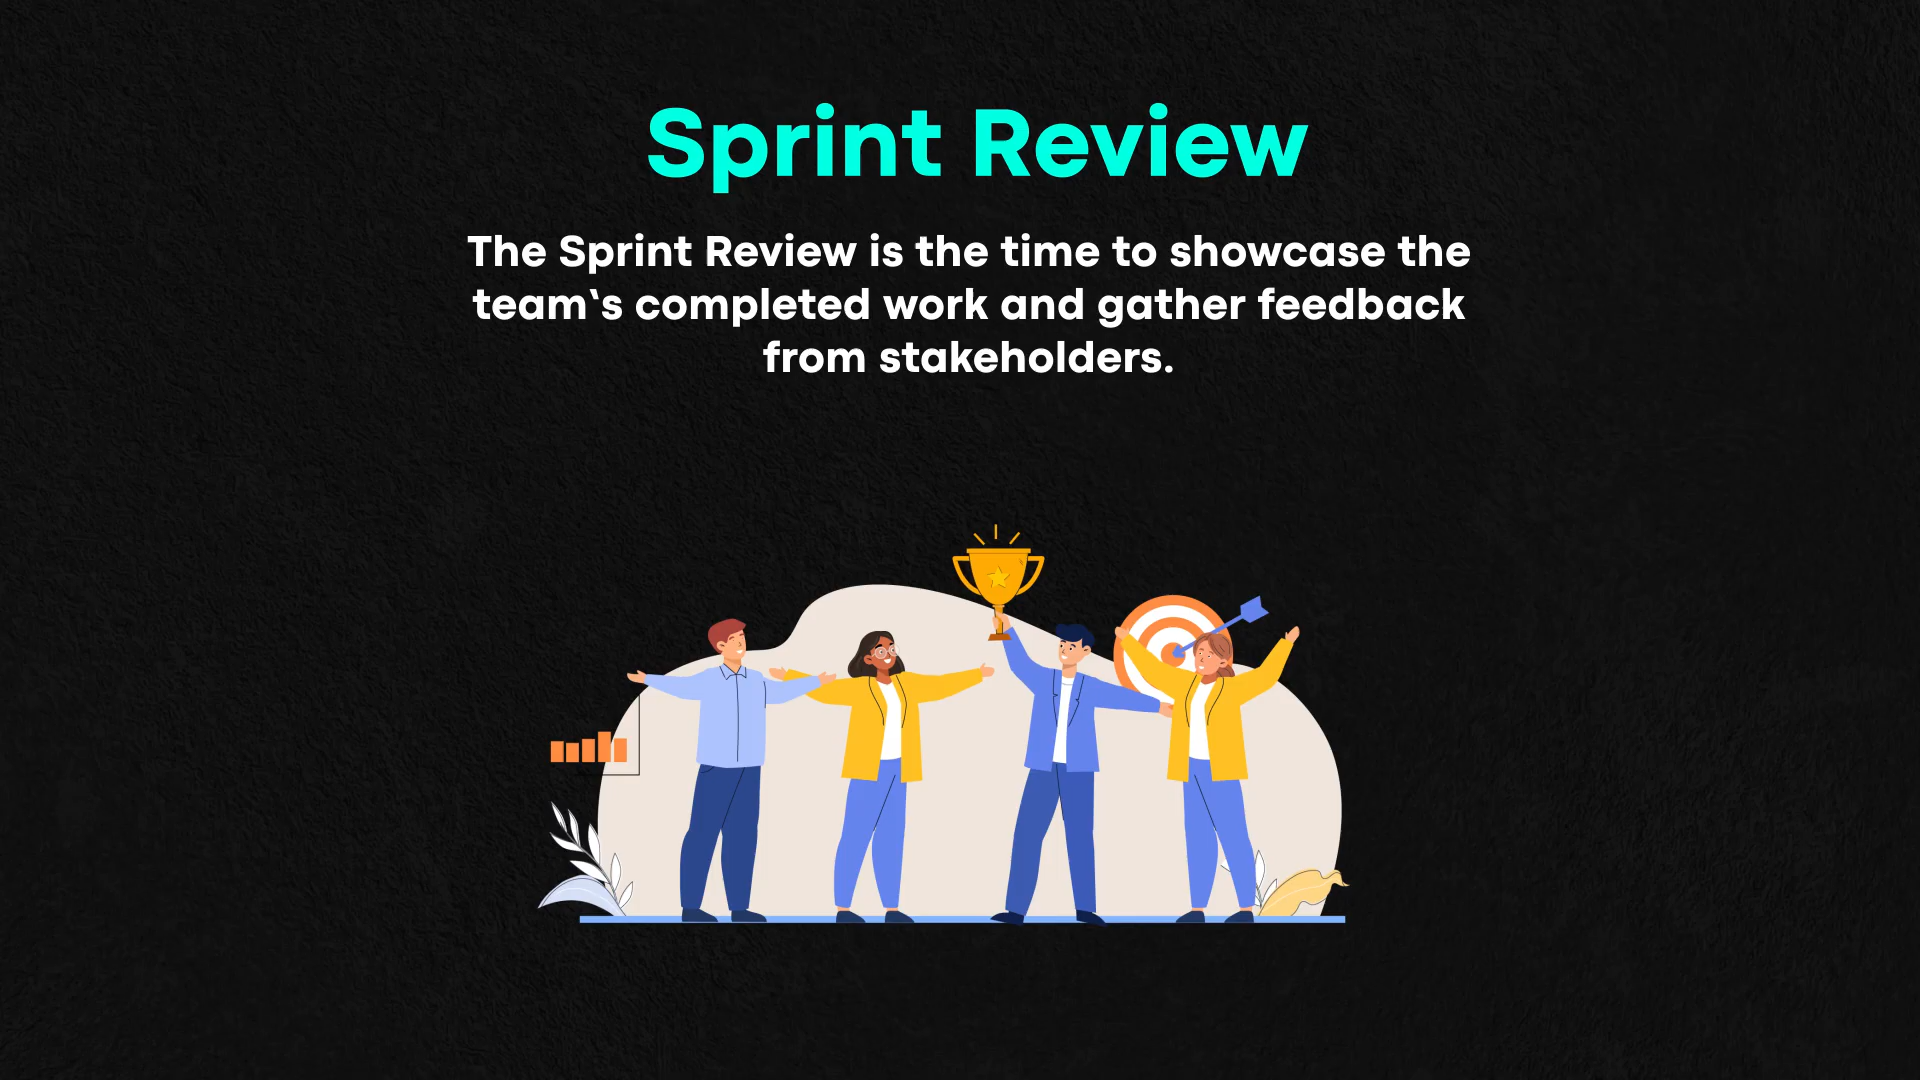 Sprint Review
The Sprint Review is the time to showcase the
team‵s completed work and gather feedback
from stakeholders.